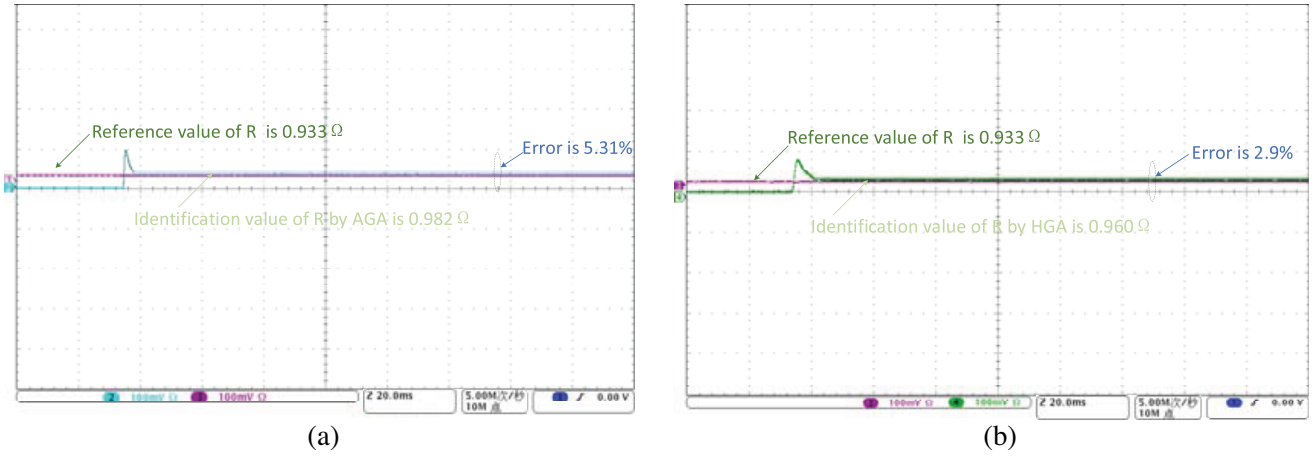 Reference value of R is 0.933 Ω
Error is 5.31%
Identification value of R by AGA is 0.982 Ω
2 100mV Ω 3 100mV Ω
Z 20.0ms
5.00M次/秒
10M 点
0.00 V
(a)
Reference value of R is 0.933 Ω
Error is 2.9%
Identification value of R by HGA is 0.960 Ω
100mV Ω 4 100mV Ω
Z 20.0ms
5.00M次/秒
10M 点
0.00 V
(b)